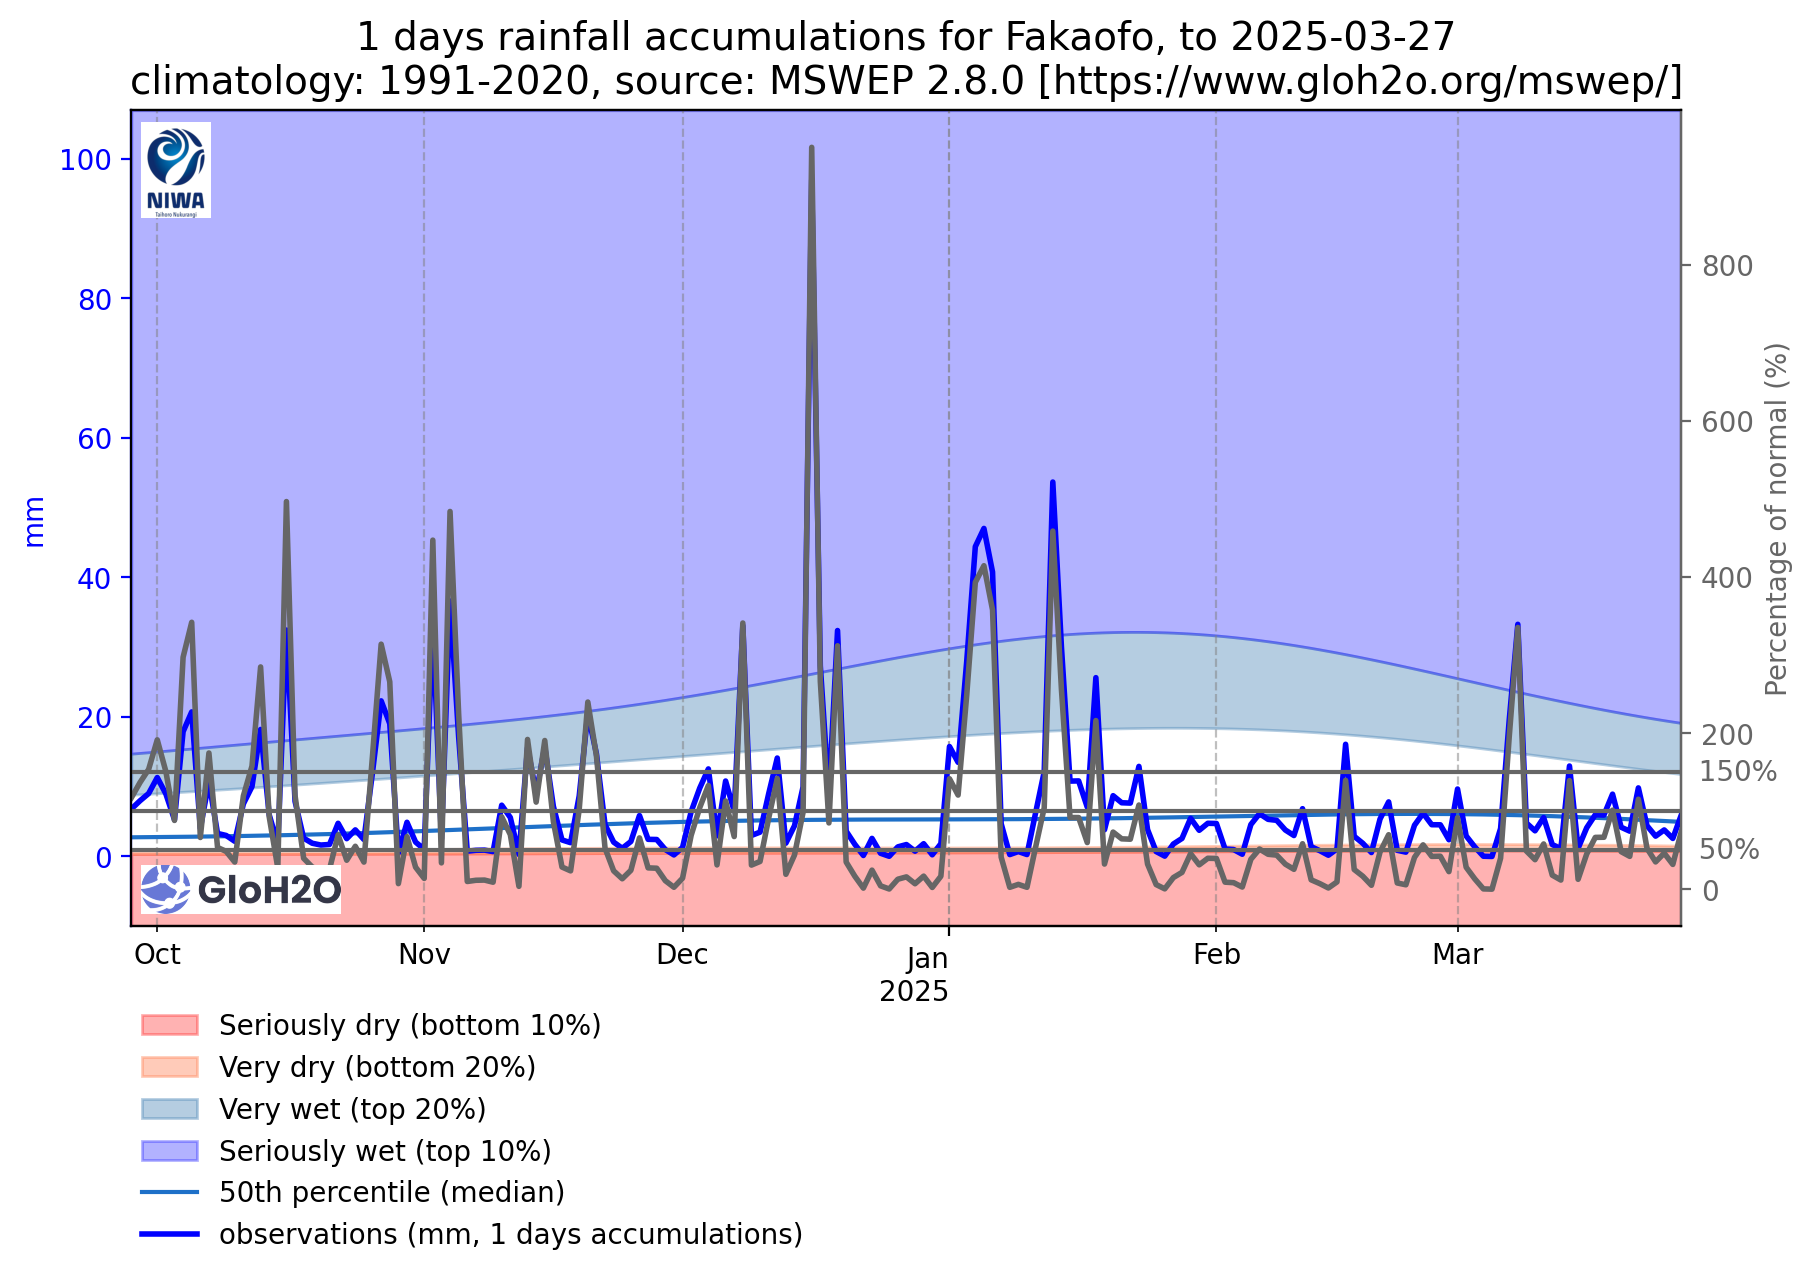 1 days rainfall accumulations for Fakaofo, to 2025-03-27
climatology: 1991-2020, source: MSWEP 2.8.0 [https://www.gloh2o.org/mswep/]
NIWA
Taihoro Nukurangi
100
80
60
40
20
0
mm
800
600
400
200
150%
50%
0
Percentage of normal (%)
GloH2O
Oct
Nov
Dec
Jan
2025
Feb
Mar
Seriously dry (bottom 10%)
Very dry (bottom 20%)
Very wet (top 20%)
Seriously wet (top 10%)
50th percentile (median)
observations (mm, 1 days accumulations)